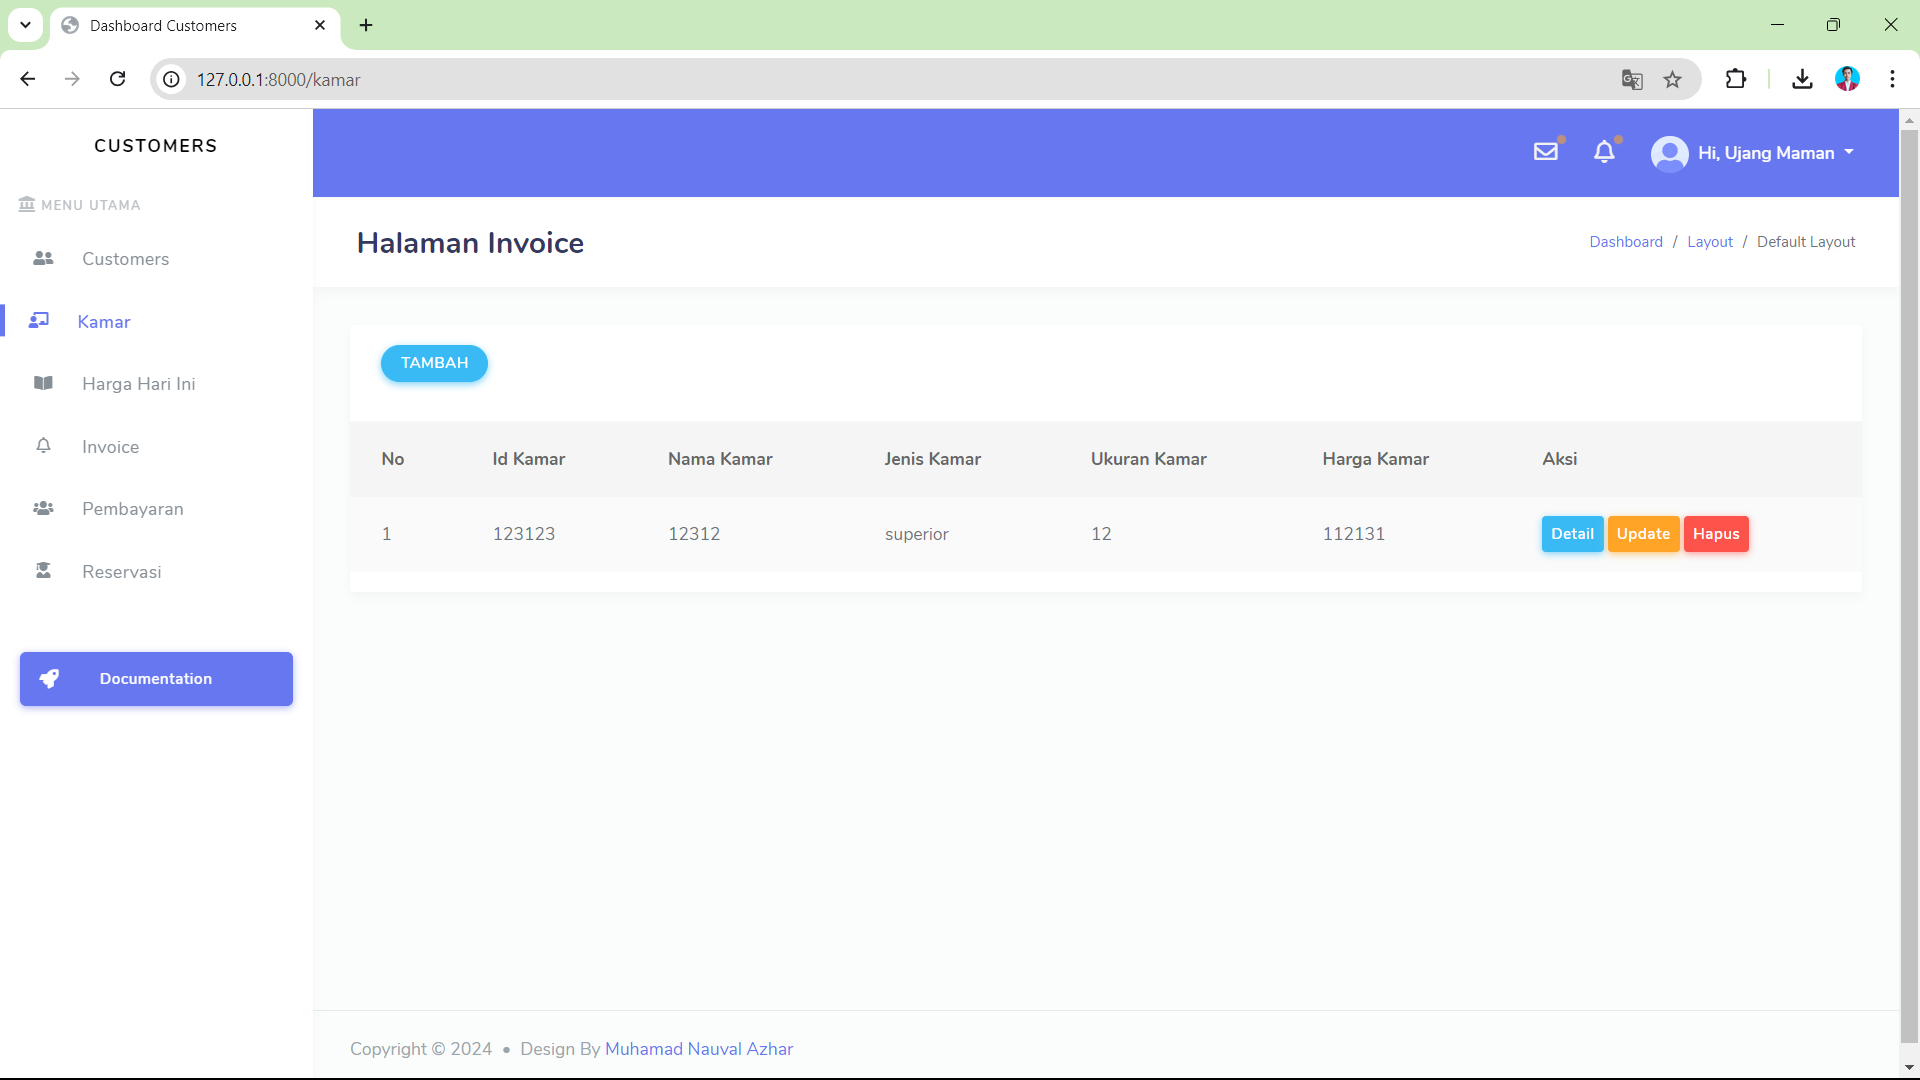 Dashboard Customers
127.0.0.1:8000/kamar
CUSTOMERS
Hi, Ujang Maman
MENU UTAMA
Customers
Kamar
Harga Hari Ini
Invoice
Pembayaran
Reservasi
Documentation
Halaman Invoice
Dashboard / Layout / Default Layout
TAMBAH
No Id Kamar Nama Kamar Jenis Kamar Ukuran Kamar Harga Kamar Aksi
1 123123 12312 superior 12 112131 Detail Update Hapus
Copyright © 2024 • Design By Muhamad Nauval Azhar